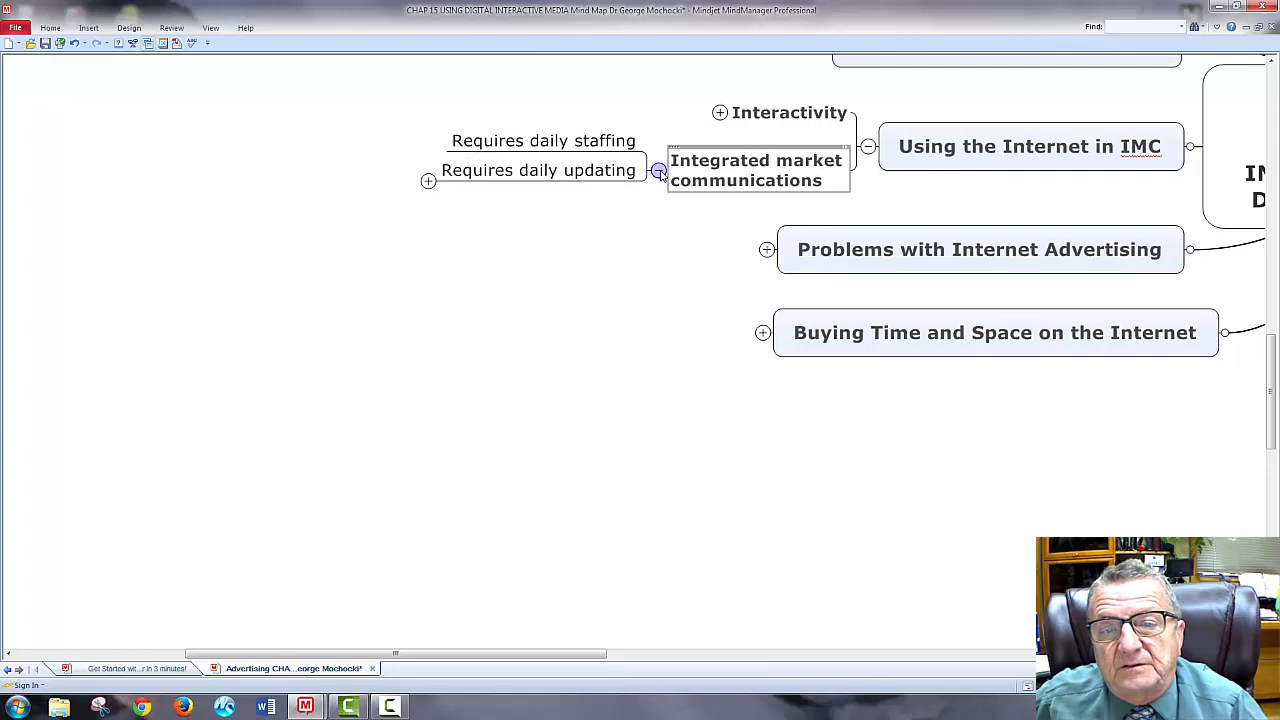 CHAP 15 USING DIGITAL INTERACTIVE MEDIA Mind Map Dr George Mochocki* - Mindjet MindManager Professional
File Home Insert Design Review View Help Find:
Interactivity
Requires daily staffing
Using the Internet in IMC
Integrated market
communications
Requires daily updating
IN
D
Problems with Internet Advertising
Buying Time and Space on the Internet
Get Started wit...r in 3 minutes! Advertising CHA...eorge Mochocki*
Sign In